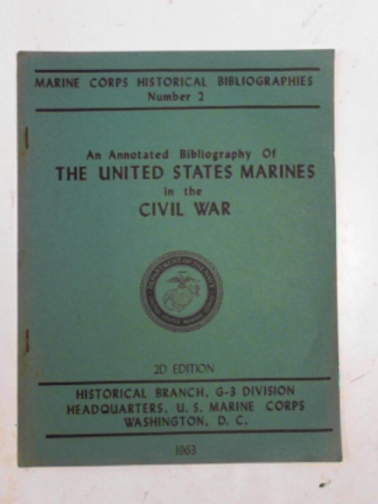 MARINE CORPS HISTORICAL BIBLIOGRAPHIES
Number 2
An Annotated Bibliography Of
THE UNITED STATES MARINES
in the
CIVIL WAR
2D EDITION
HISTORICAL BRANCH, G-3 DIVISION
HEADQUARTERS, U. S. MARINE CORPS
WASHINGTON, D. C.
1963